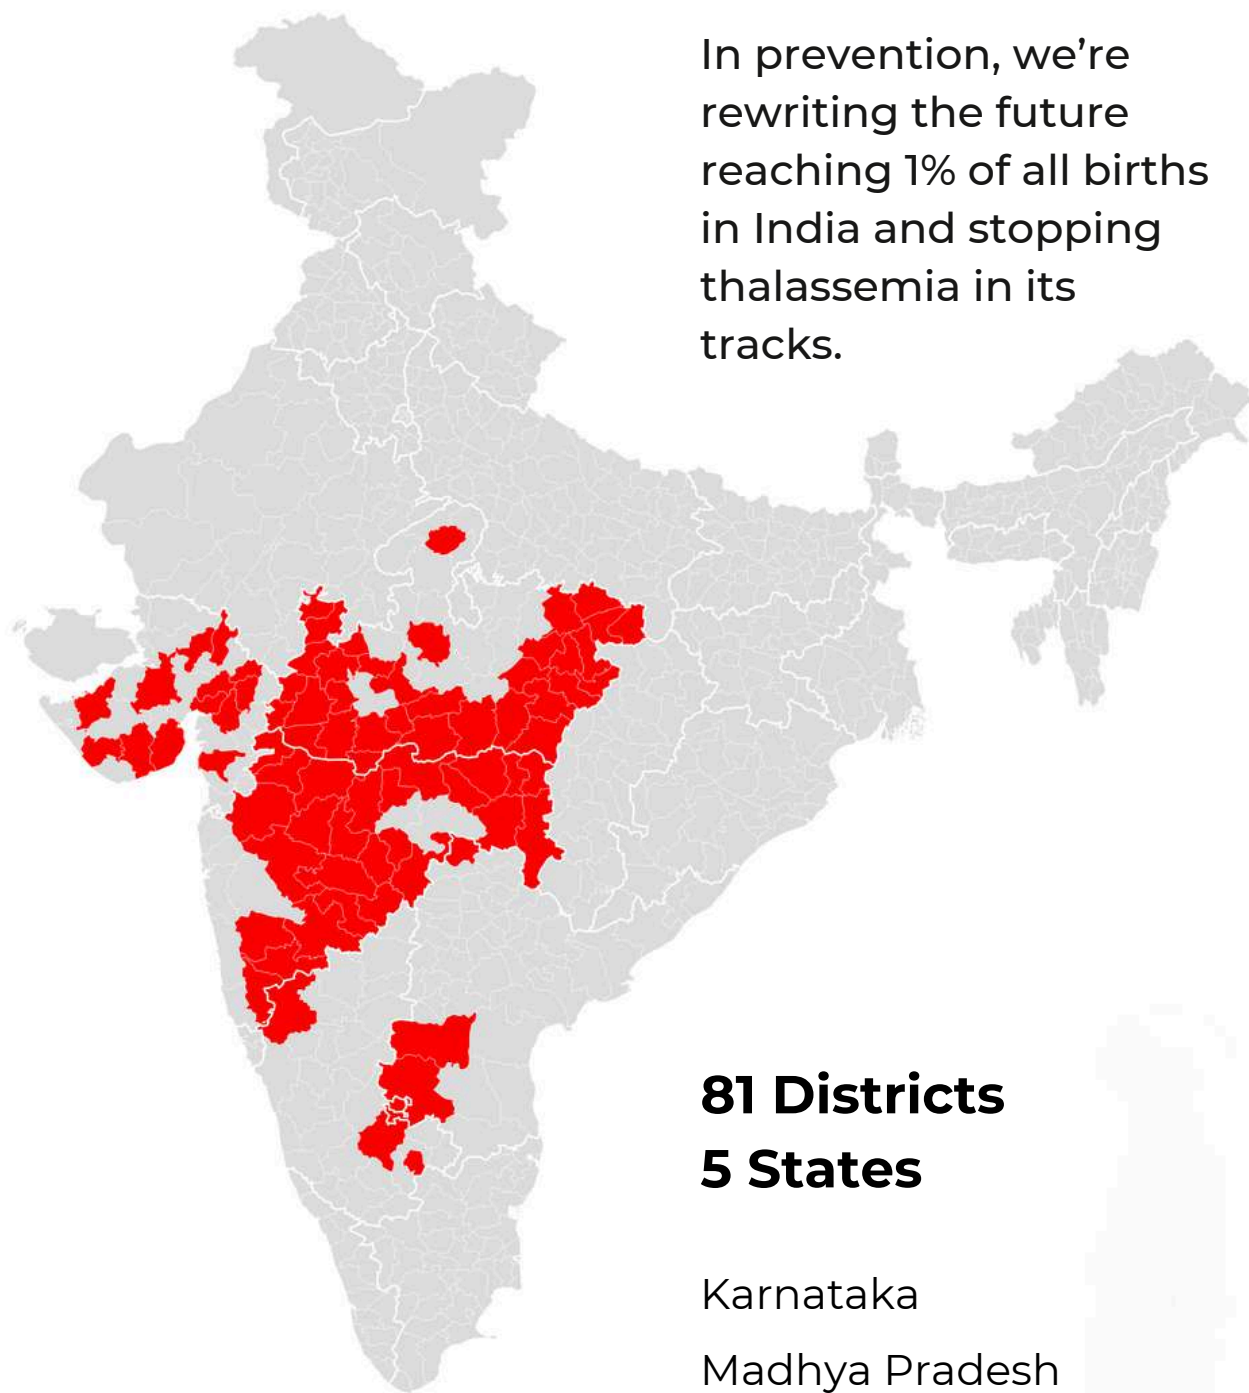 In prevention, we’re
rewriting the future
reaching 1% of all births
in India and stopping
thalassemia in its
tracks.
81 Districts
5 States
Karnataka
Madhya Pradesh